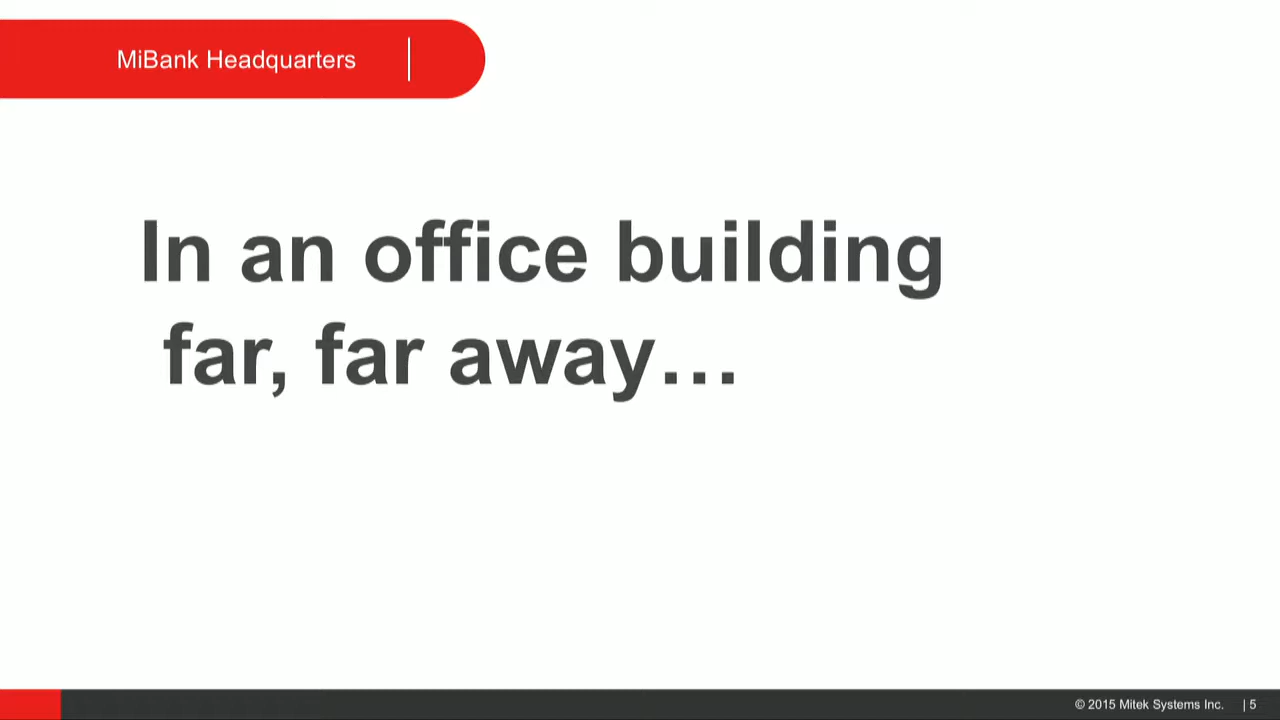 MiBank Headquarters
In an office building
far, far away…
© 2015 Mitek Systems Inc. | 5